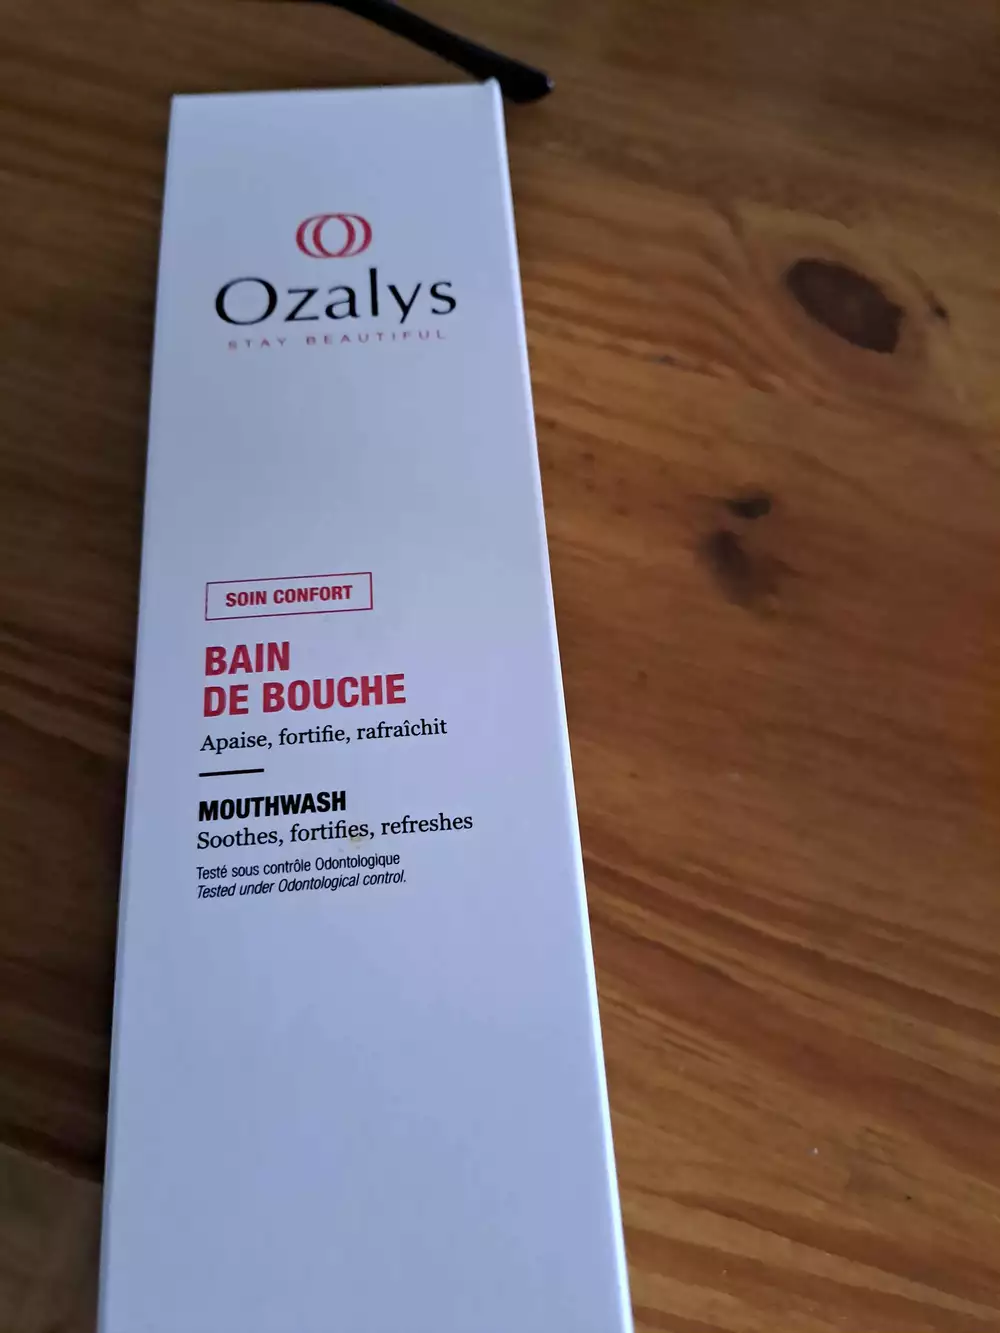 Ozalys
STAY BEAUTIFUL
SOIN CONFORT
BAIN
DE BOUCHE
Apaise, fortifie, rafraîchit
MOUTHWASH
Soothes, fortifies, refreshes
Testé sous contrôle Odontologique
Tested under Odontological control.